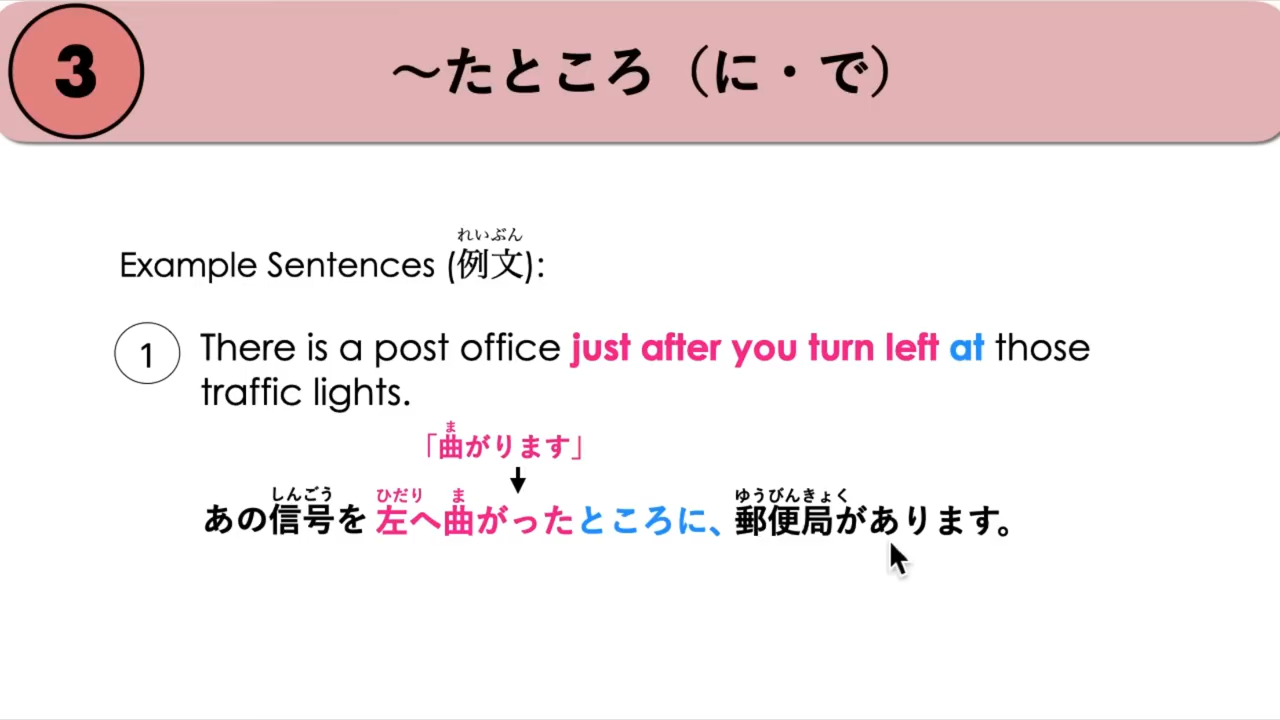 3
～たところ（に・で）
れいぶん
Example Sentences (例文):
1
There is a post office just after you turn left at those
traffic lights.
ま
「曲がります」
しんごう ひだり ま ゆうびんきょく
あの信号を左へ曲がったところに、郵便局があります。